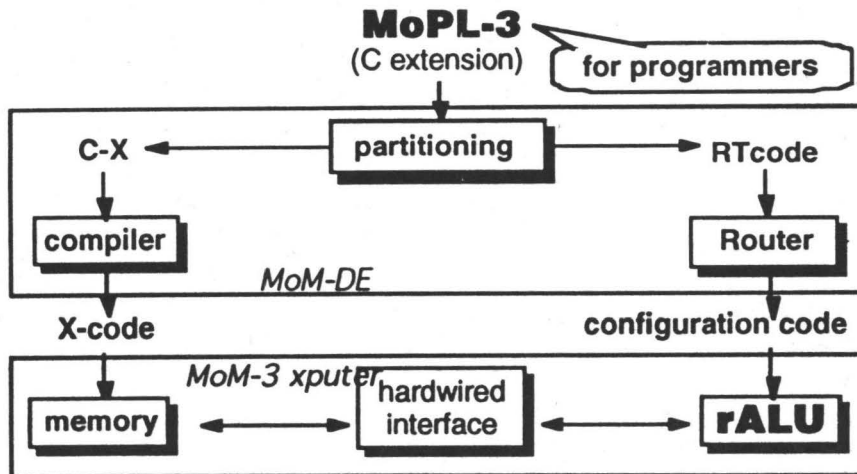 MoPL-3
(C extension)
for programmers
C-X
partitioning
RTcode
compiler
Router
MoM-DE
X-code
configuration code
MoM-3 xputer
hardwired
interface
memory
rALU